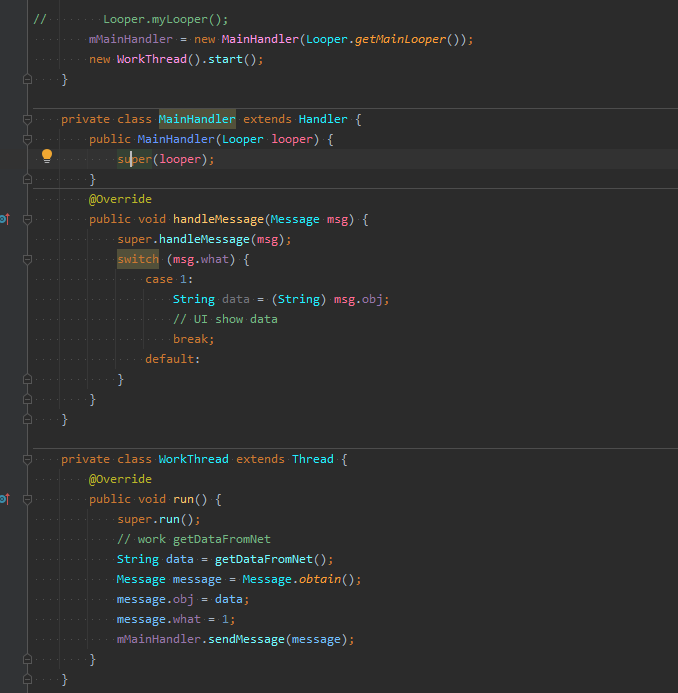 //        Looper.myLooper();
        mMainHandler = new MainHandler(Looper.getMainLooper());
        new WorkThread().start();
    }
    private class MainHandler extends Handler {
        public MainHandler(Looper looper) {
            super(looper);
        }
        @Override
        public void handleMessage(Message msg) {
            super.handleMessage(msg);
            switch (msg.what) {
                case 1:
                    String data = (String) msg.obj;
                    // UI show data
                    break;
                default:
            }
        }
    }
    private class WorkThread extends Thread {
        @Override
        public void run() {
            super.run();
            // work getDataFromNet
            String data = getDataFromNet();
            Message message = Message.obtain();
            message.obj = data;
            message.what = 1;
            mMainHandler.sendMessage(message);
        }
    }